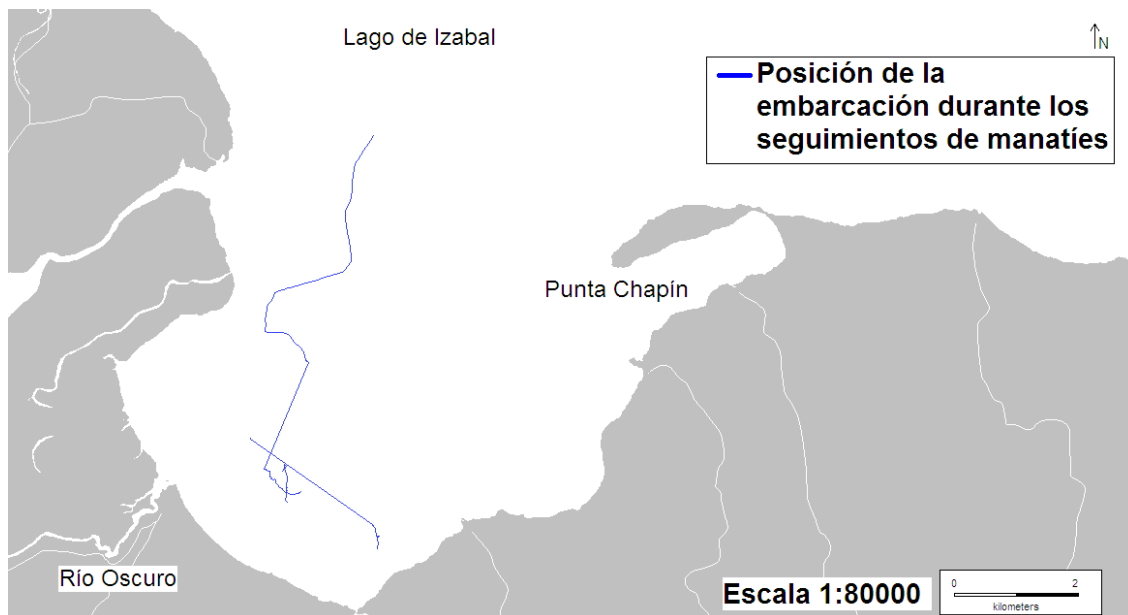 Lago de Izabal
N
Posición de la
embarcación durante los
seguimientos de manatíes
Punta Chapín
Río Oscuro
Escala 1:80000
0 2
kilometers